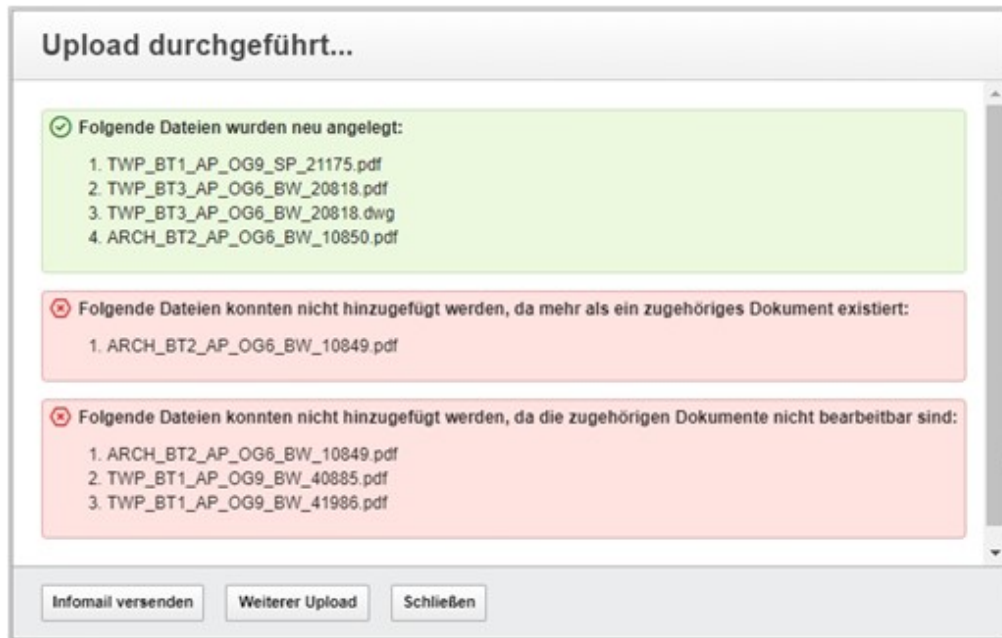 Upload durchgeführt...
Folgende Dateien wurden neu angelegt:
1. TWP_BT1_AP_OG9_SP_21175.pdf
2. TWP_BT3_AP_OG6_BW_20818.pdf
3. TWP_BT3_AP_OG6_BW_20818.dwg
4. ARCH_BT2_AP_OG6_BW_10850.pdf
Folgende Dateien konnten nicht hinzugefügt werden, da mehr als ein zugehöriges Dokument existiert:
1. ARCH_BT2_AP_OG6_BW_10849.pdf
Folgende Dateien konnten nicht hinzugefügt werden, da die zugehörigen Dokumente nicht bearbeitbar sind:
1. ARCH_BT2_AP_OG6_BW_10849.pdf
2. TWP_BT1_AP_OG9_BW_40885.pdf
3. TWP_BT1_AP_OG9_BW_41986.pdf
Infomail versenden Weiterer Upload Schließen